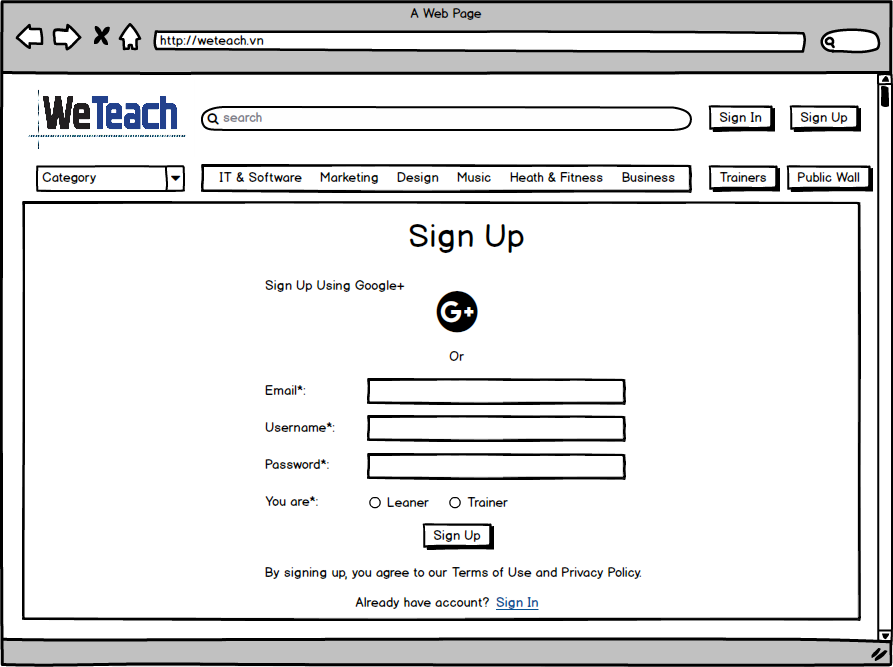 A Web Page
http://weteach.vn
WeTeach
search
Sign In
Sign Up
Category
IT & Software Marketing Design Music Heath & Fitness Business
Trainers
Public Wall
Sign Up
Sign Up Using Google+
G+
Or
Email*:
Username*:
Password*:
You are*: Leaner Trainer
Sign Up
By signing up, you agree to our Terms of Use and Privacy Policy.
Already have account? Sign In